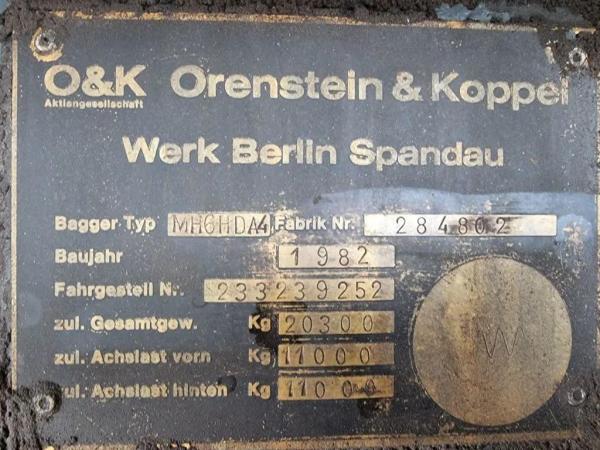 O&K Orenstein & Koppel
Aktiengesellschaft
Werk Berlin Spandau
Bagger Typ MH6HDA4 Fabrik Nr. 284802
Baujahr 1982
Fahrgestell Nr. 233239252
zul. Gesamtgew. Kg 20300
zul. Achslast vorn Kg 11000
zul. Achslast hinten Kg 11000
W